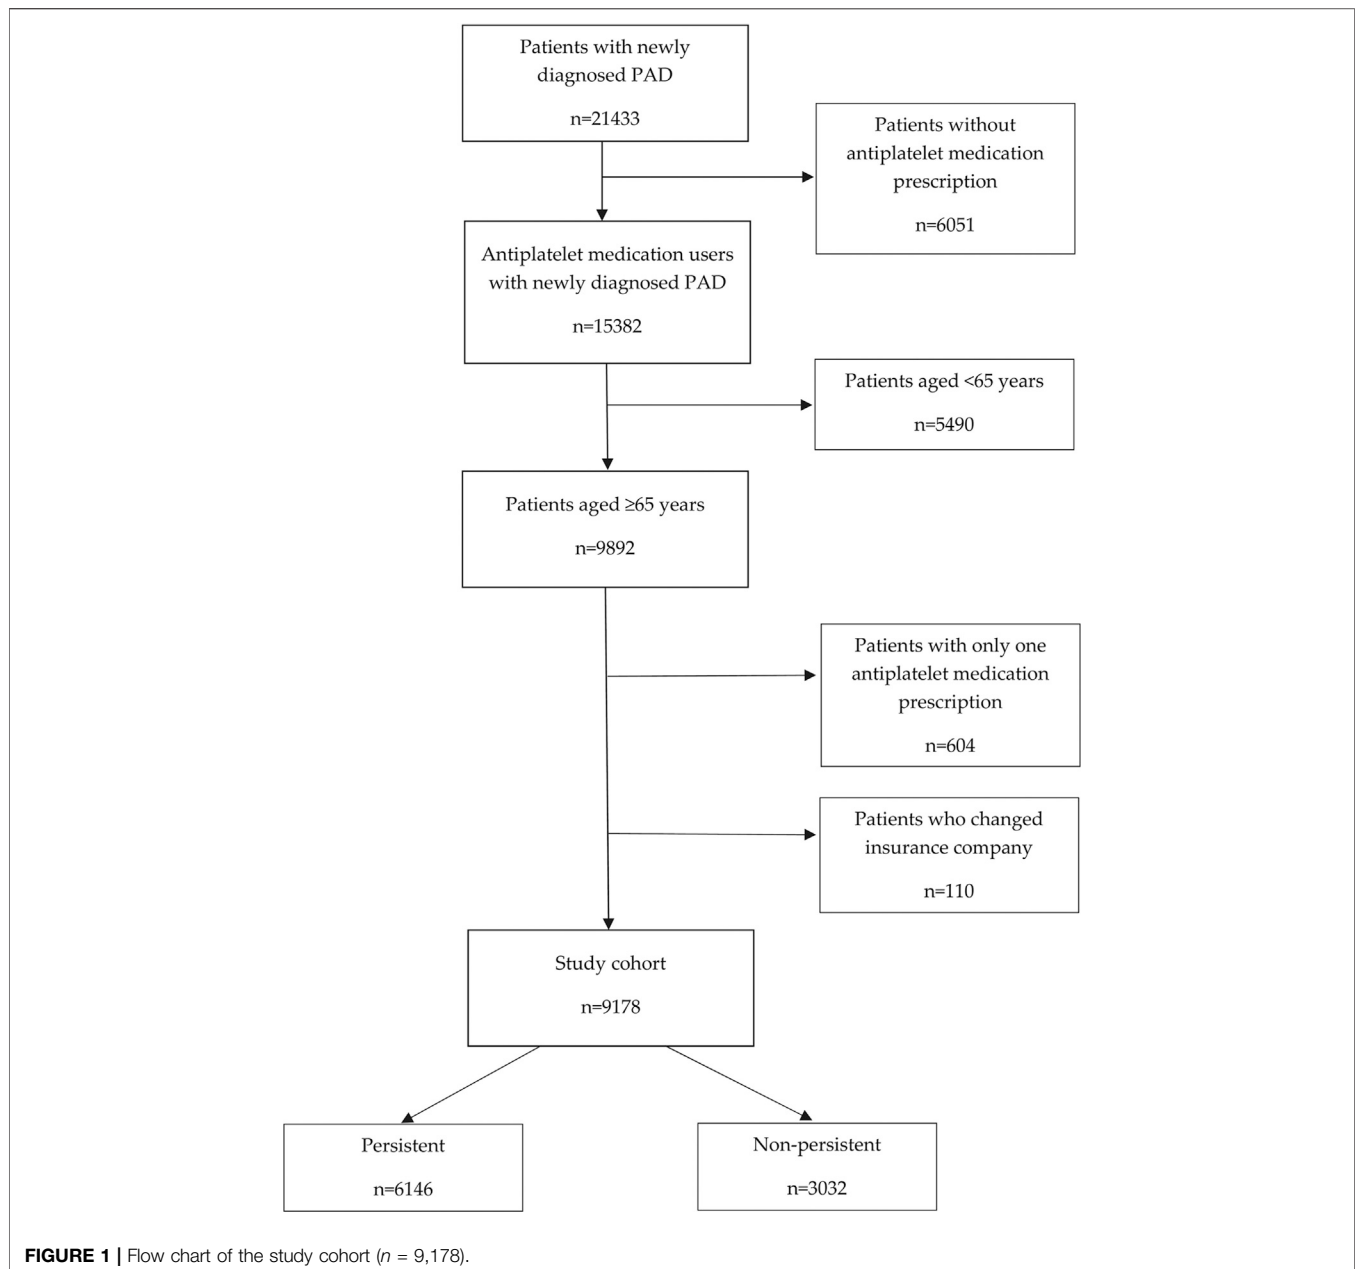 Patients with newly
diagnosed PAD
n=21433
Patients without
antiplatelet medication
prescription
n=6051
Antiplatelet medication users
with newly diagnosed PAD
n=15382
Patients aged <65 years
n=5490
Patients aged ≥65 years
n=9892
Patients with only one
antiplatelet medication
prescription
n=604
Patients who changed
insurance company
n=110
Study cohort
n=9178
Persistent
n=6146
Non-persistent
n=3032
FIGURE 1 | Flow chart of the study cohort (n = 9,178).